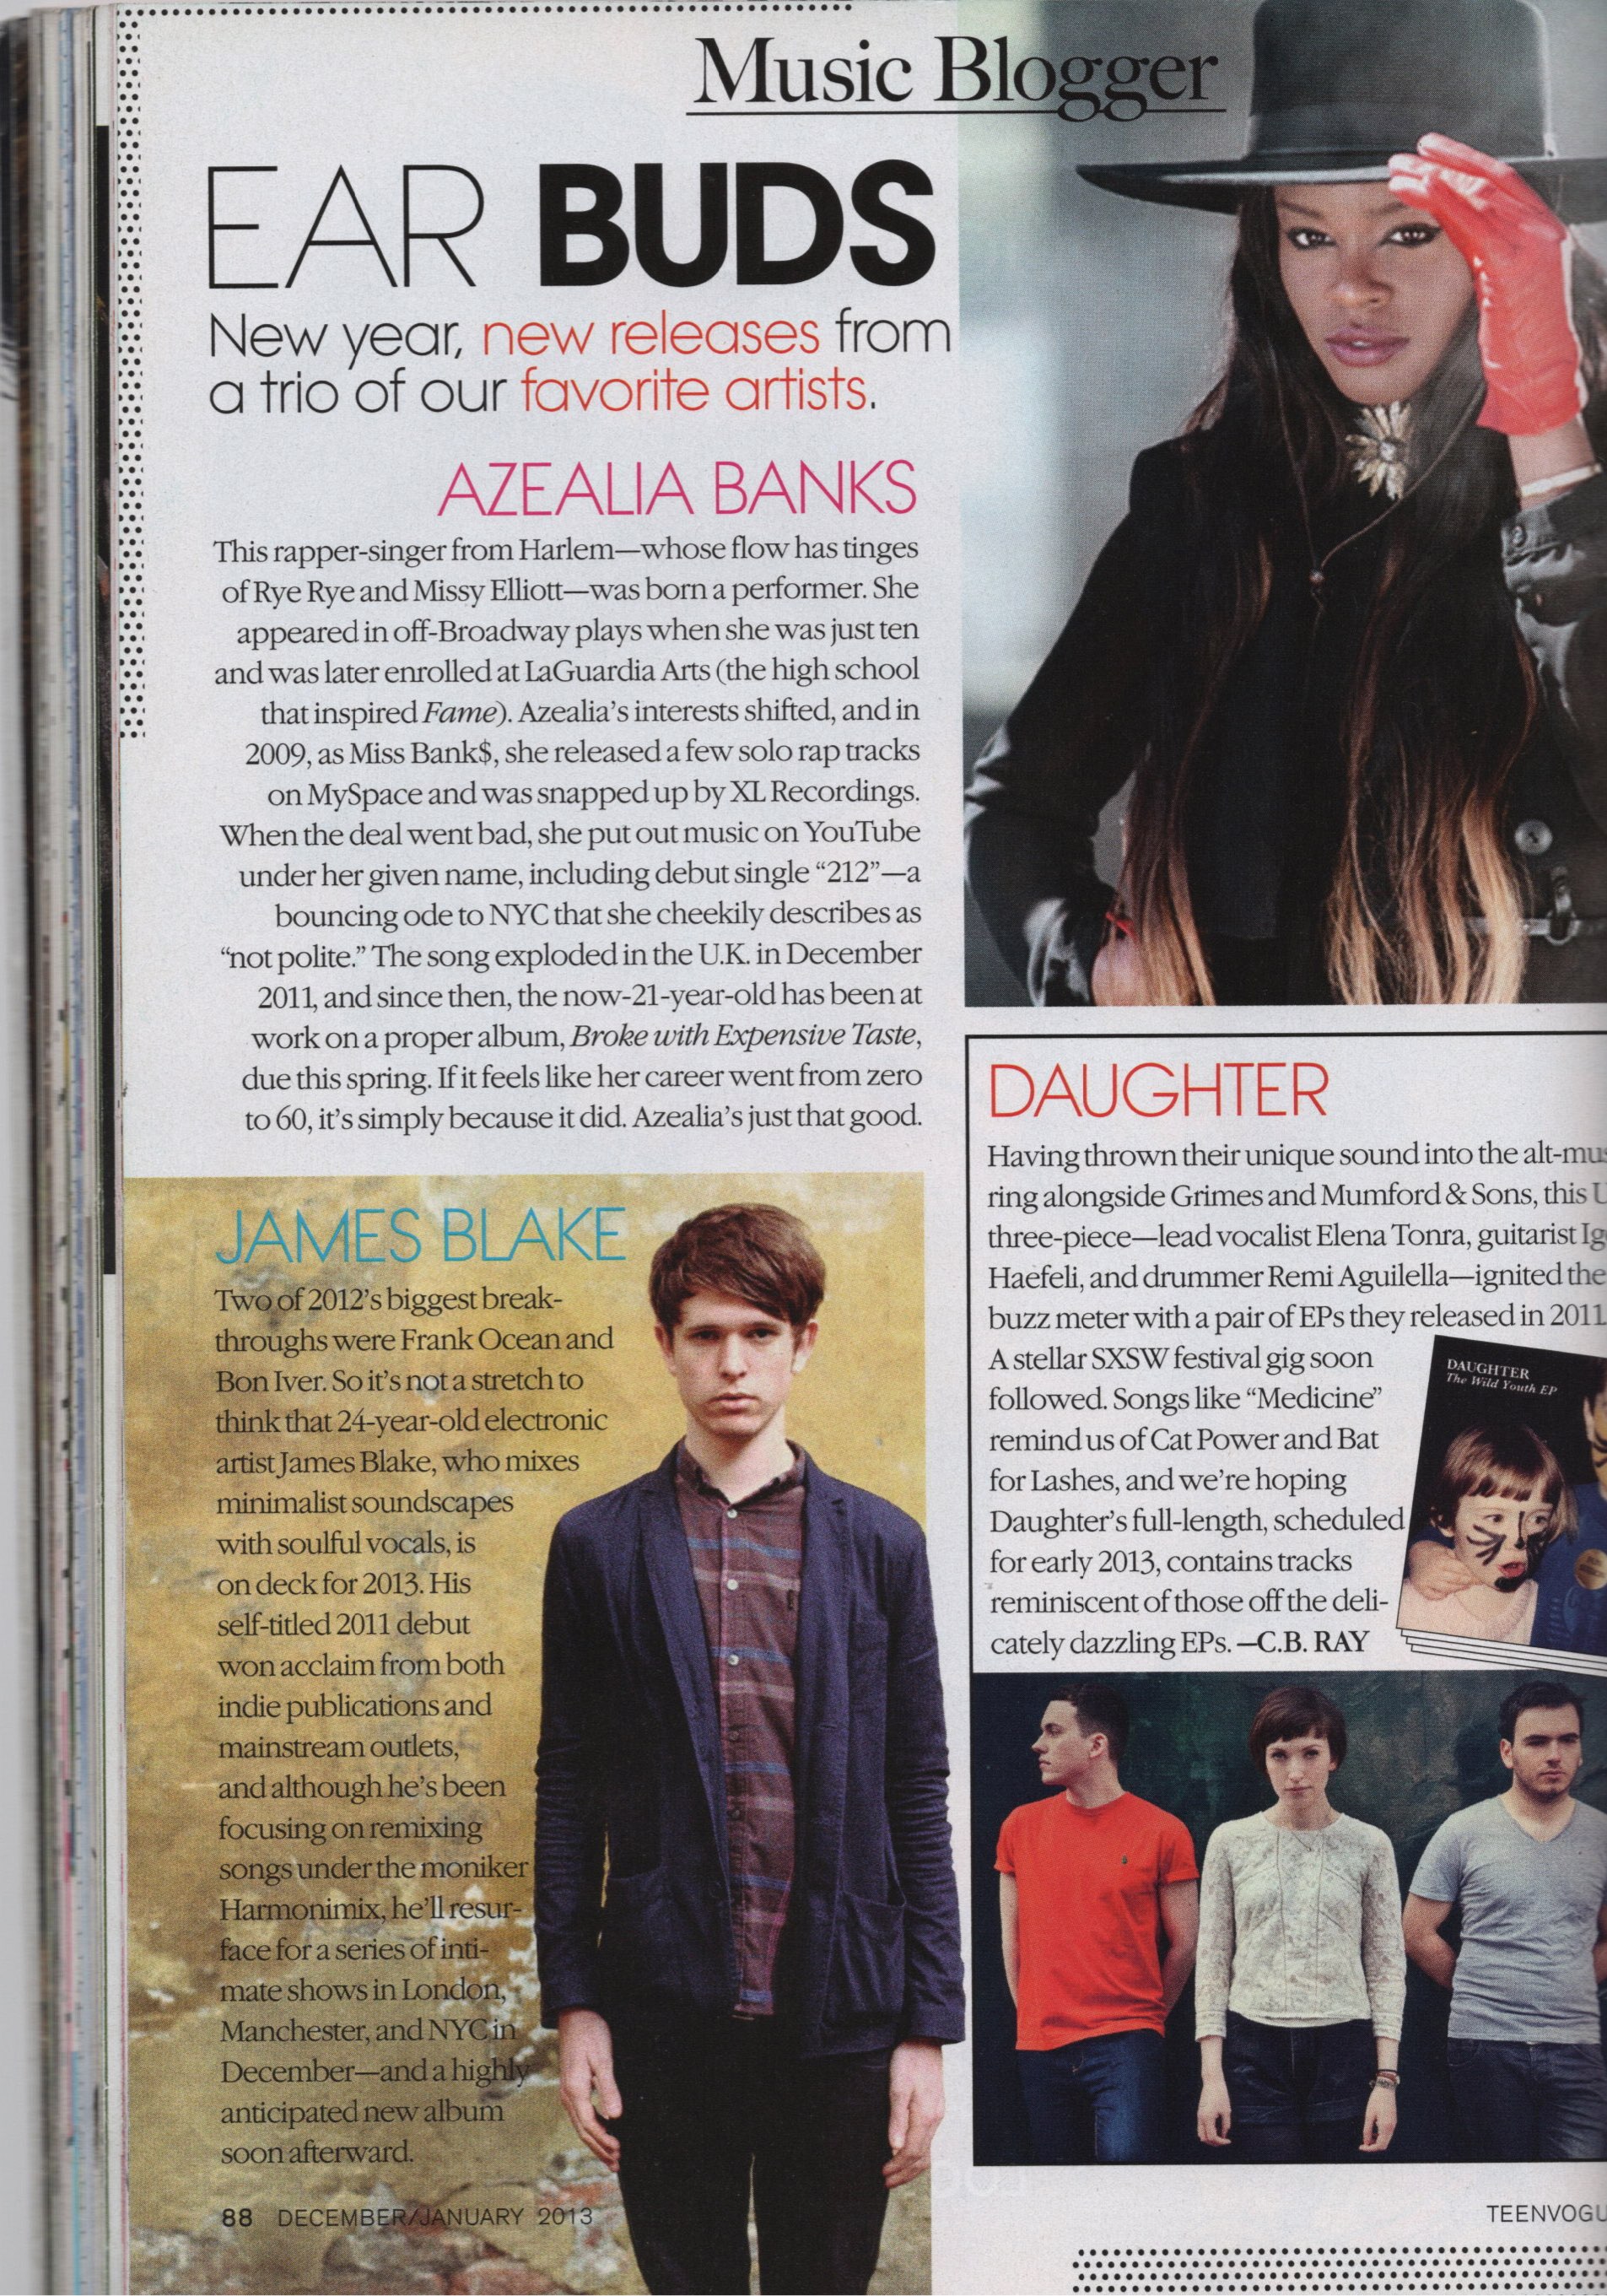 Music Blogger
EAR BUDS
New year, new releases from
a trio of our favorite artists.
AZEALIA BANKS
This rapper-singer from Harlem—whose flow has tinges
of Rye Rye and Missy Elliott—was born a performer. She
appeared in off-Broadway plays when she was just ten
and was later enrolled at LaGuardia Arts (the high school
that inspired Fame). Azealia's interests shifted, and in
2009, as Miss Bank$, she released a few solo rap tracks
on MySpace and was snapped up by XL Recordings.
When the deal went bad, she put out music on YouTube
under her given name, including debut single “212”—a
bouncing ode to NYC that she cheekily describes as
“not polite.” The song exploded in the U.K. in December
2011, and since then, the now-21-year-old has been at
work on a proper album, Broke with Expensive Taste,
due this spring. If it feels like her career went from zero
to 60, it's simply because it did. Azealia's just that good.
JAMES BLAKE
Two of 2012's biggest break-
throughs were Frank Ocean and
Bon Iver. So it's not a stretch to
think that 24-year-old electronic
artist James Blake, who mixes
minimalist soundscapes
with soulful vocals, is
on deck for 2013. His
self-titled 2011 debut
won acclaim from both
indie publications and
mainstream outlets,
and although he's been
focusing on remixing
songs under the moniker
Harmonimix, he'll resur-
face for a series of inti-
mate shows in London,
Manchester, and NYC in
December—and a highly
anticipated new album
soon afterward.
DAUGHTER
Having thrown their unique sound into the alt-mu
ring alongside Grimes and Mumford & Sons, this U
three-piece—lead vocalist Elena Tonra, guitarist Ig
Haefeli, and drummer Remi Aguilella—ignited the
buzz meter with a pair of EPs they released in 2011
A stellar SXSW festival gig soon
followed. Songs like “Medicine”
remind us of Cat Power and Bat
for Lashes, and we're hoping
Daughter's full-length, scheduled
for early 2013, contains tracks
reminiscent of those off the deli-
cately dazzling EPs. —C.B. RAY
DAUGHTER
The Wild Youth EP
88 DECEMBER/JANUARY 2013
TEENVOGU